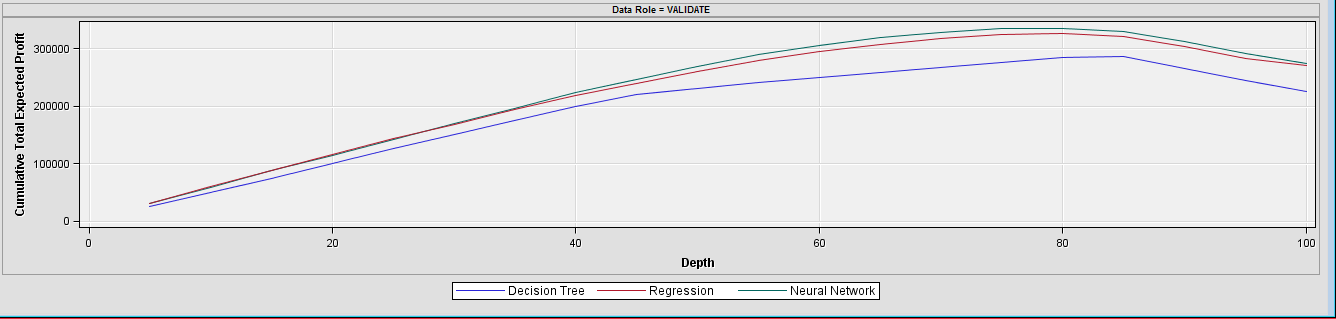 Data Role = VALIDATE
Cumulative Total Expected Profit
300000
200000
100000
0
0 20 40 60 80 100
Depth
Decision Tree Regression Neural Network